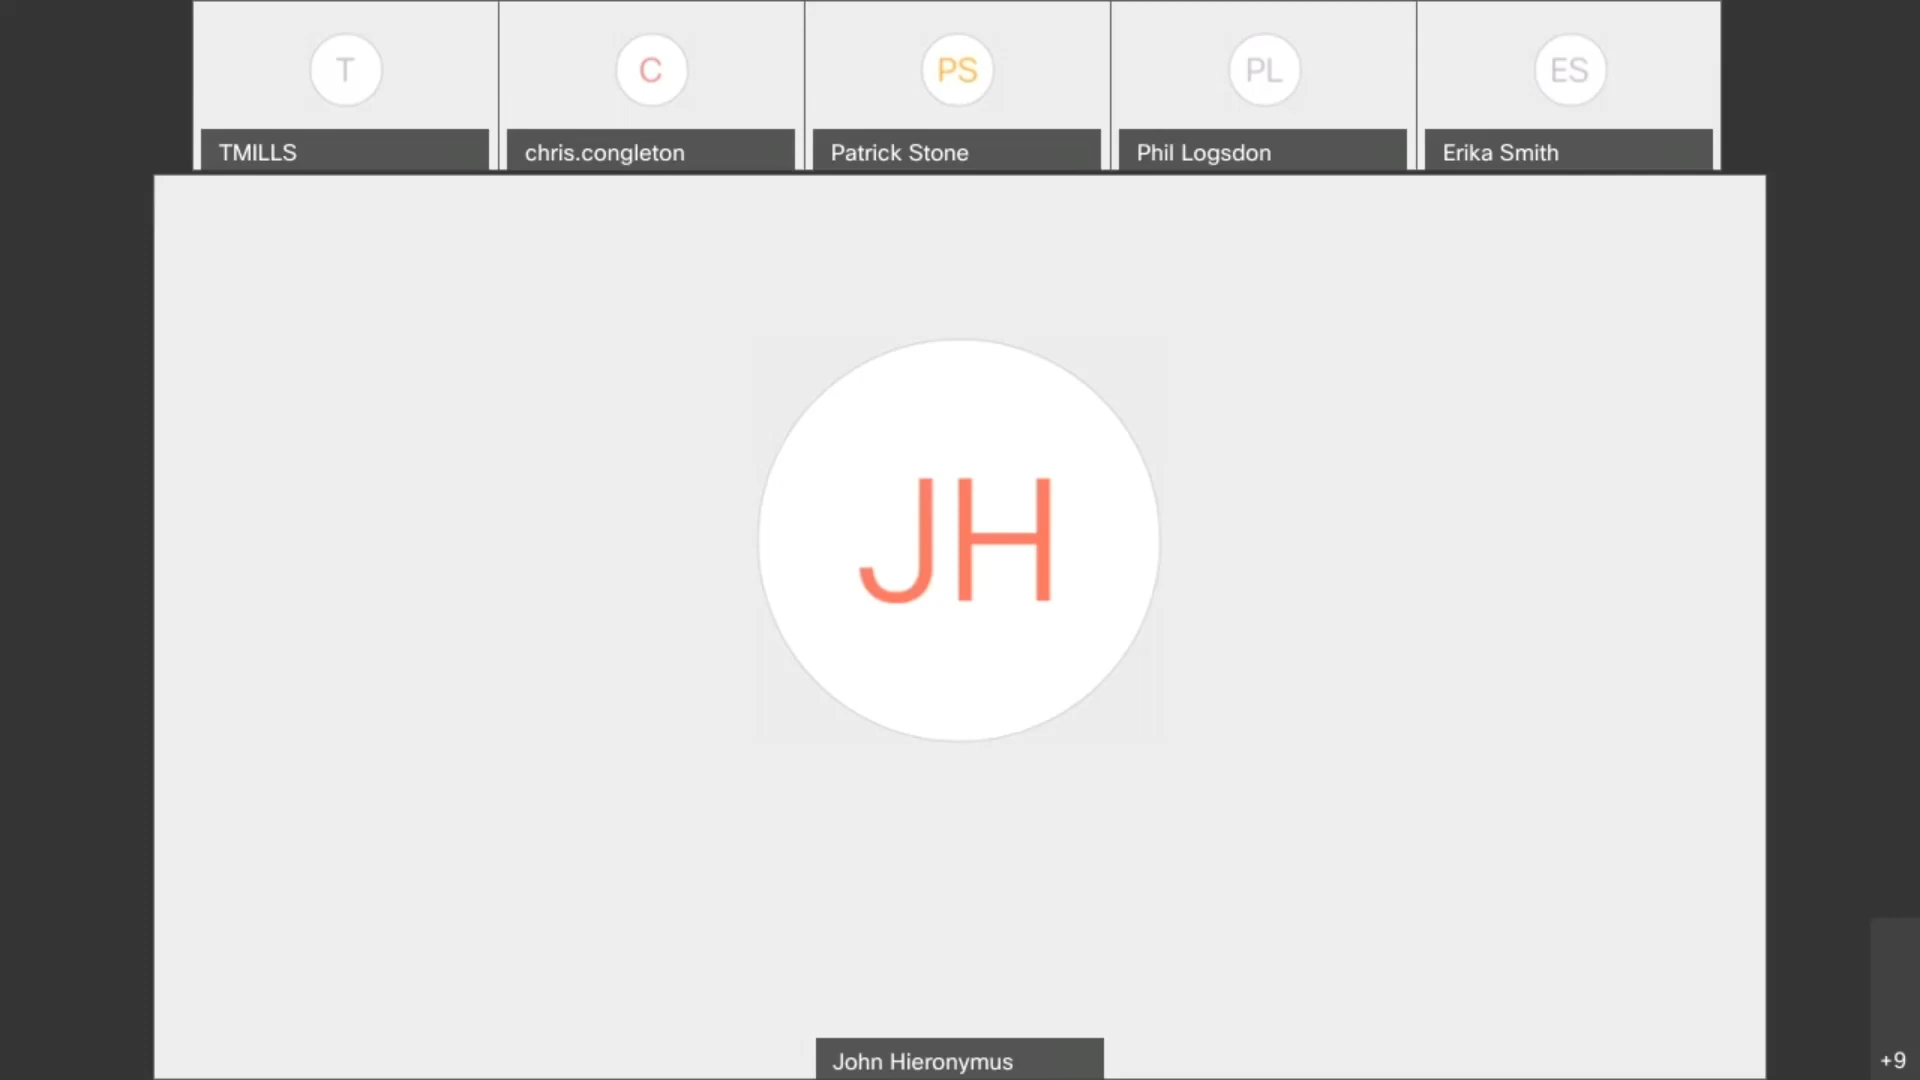 T
C
PS
PL
ES
TMILLS
chris.congleton
Patrick Stone
Phil Logsdon
Erika Smith
JH
John Hieronymus
+9